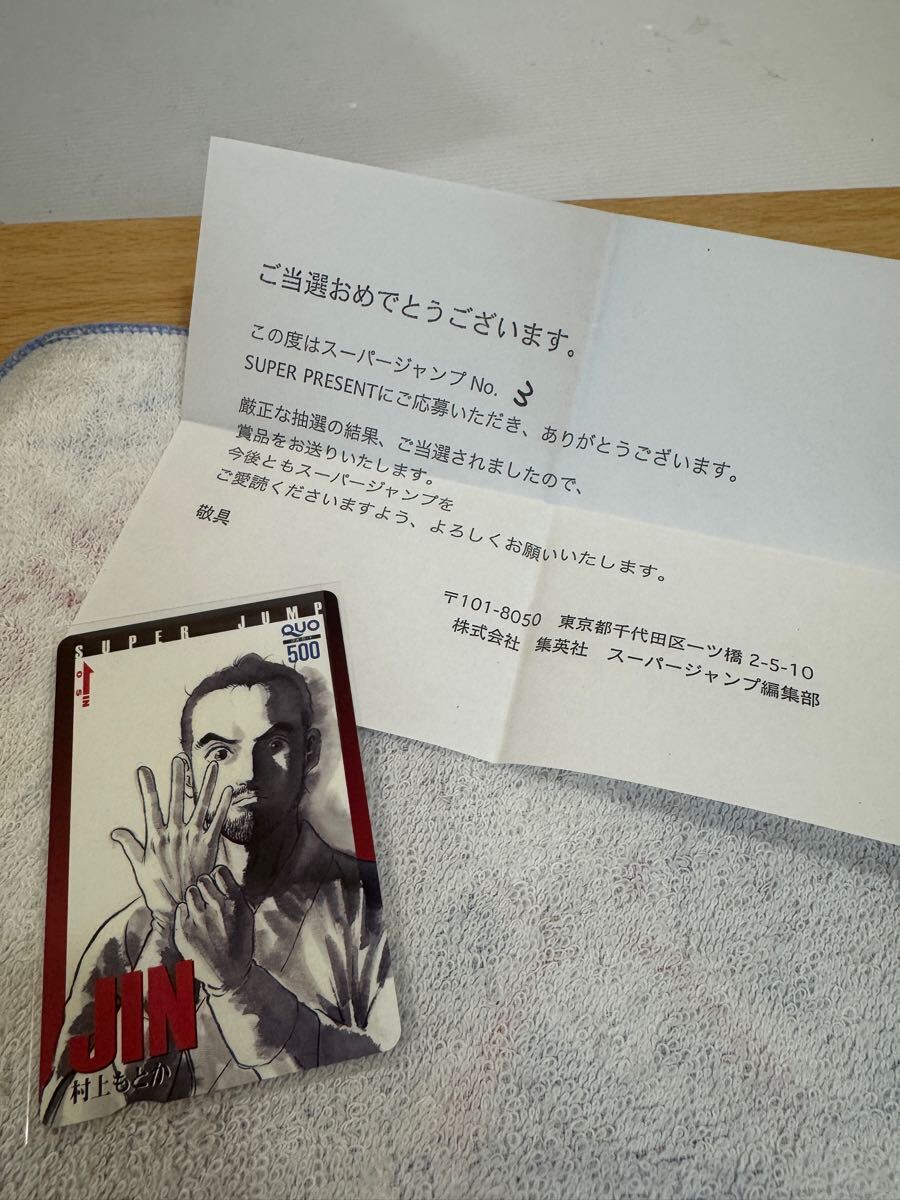 ご当選おめでとうございます。
この度はスーパージャンプ No. 3
SUPER PRESENTにご応募いただき、ありがとうございます。
厳正な抽選の結果、ご当選されましたので、
賞品をお送りいたします。
今後ともスーパージャンプを
ご愛読くださいますよう、よろしくお願いいたします。
敬具
〒101-8050 東京都千代田区一ツ橋 2-5-10
株式会社 集英社 スーパージャンプ編集部
SUPER JUMP
QUO
500
JIN
村上もとか